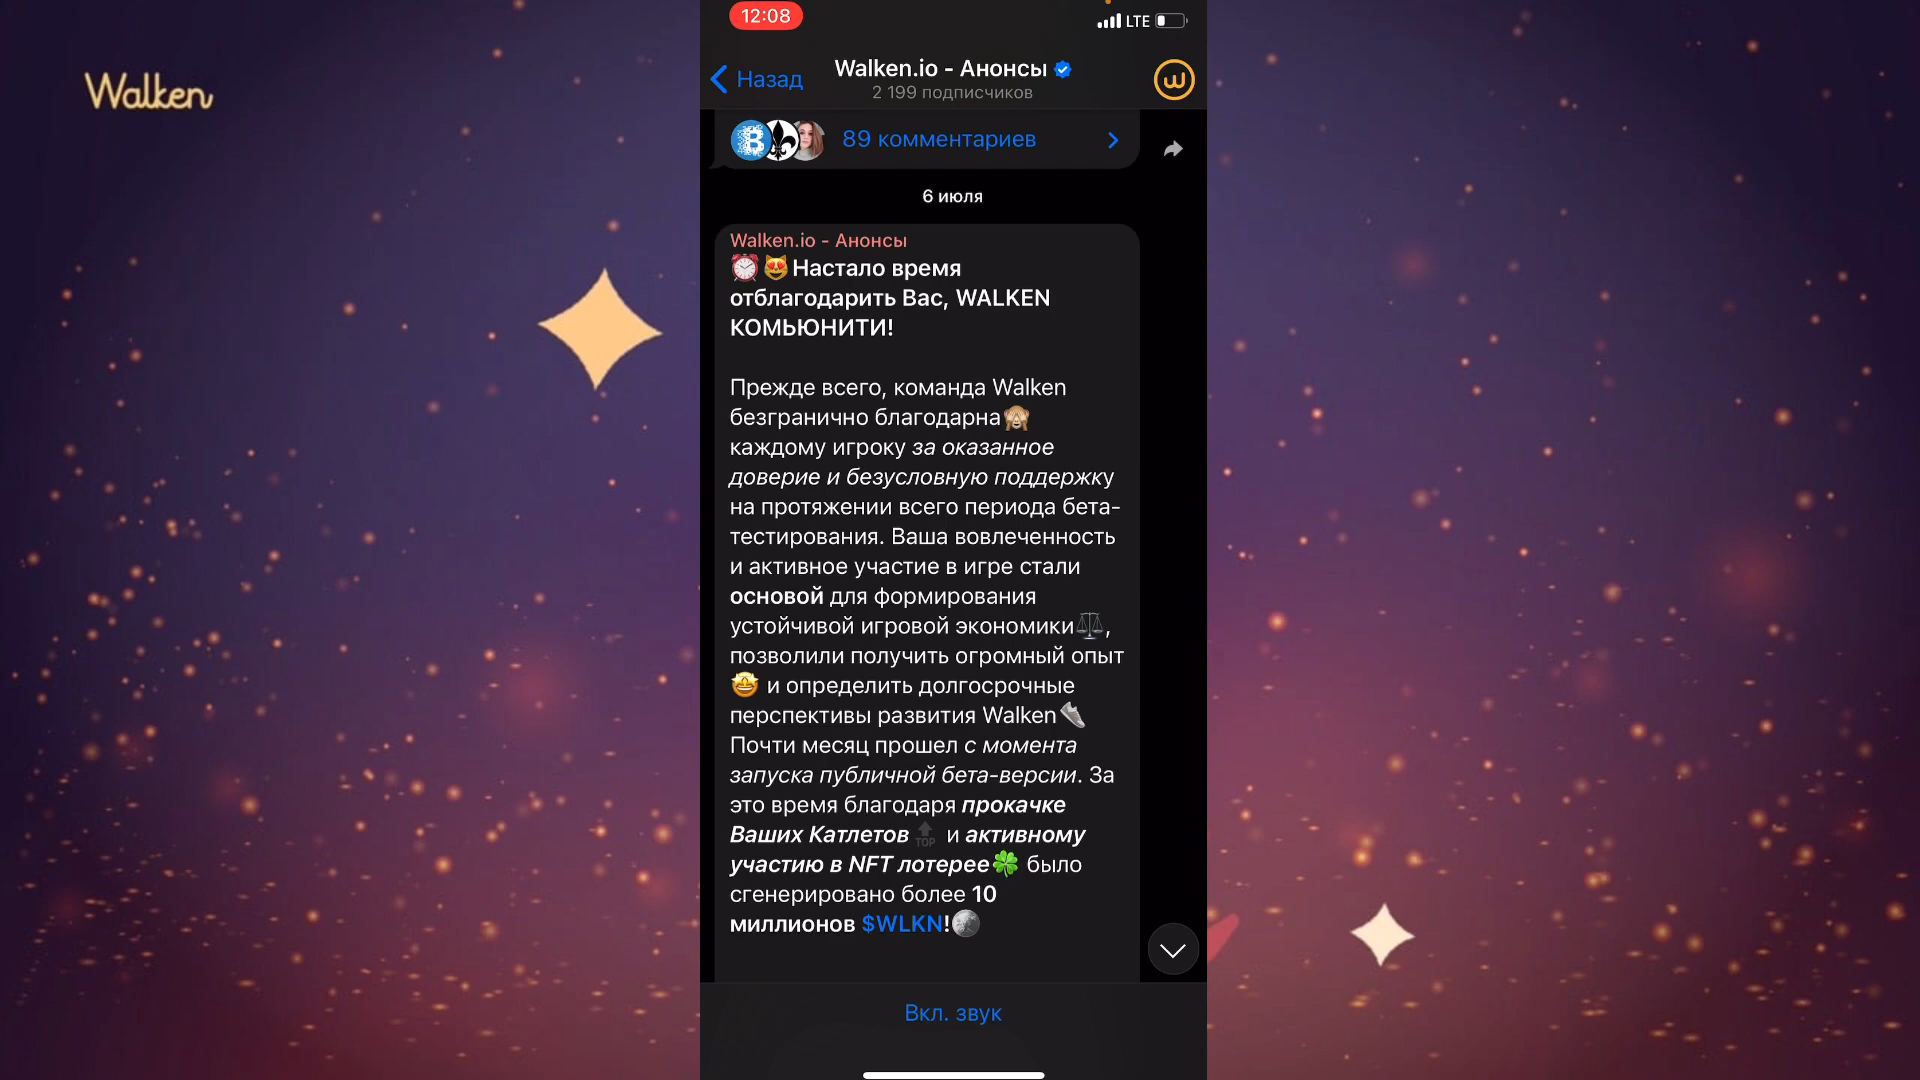 Walken
12:08
LTE
Назад
Walken.io - Анонсы
2 199 подписчиков
89 комментариев
6 июля
Walken.io - Анонсы
⏰😻Настало время
отблагодарить Вас, WALKEN
КОМЬЮНИТИ!
Прежде всего, команда Walken
безгранично благодарна🙈
каждому игроку за оказанное
доверие и безусловную поддержку
на протяжении всего периода бета-
тестирования. Ваша вовлеченность
и активное участие в игре стали
основой для формирования
устойчивой игровой экономики⚖️,
позволили получить огромный опыт
🤩 и определить долгосрочные
перспективы развития Walken👟
Почти месяц прошел с момента
запуска публичной бета-версии. За
это время благодаря прокачке
Ваших Катлетов🔝 и активному
участию в NFT лотерее🍀 было
сгенерировано более 10
миллионов $WLKN!🌕
Вкл. звук